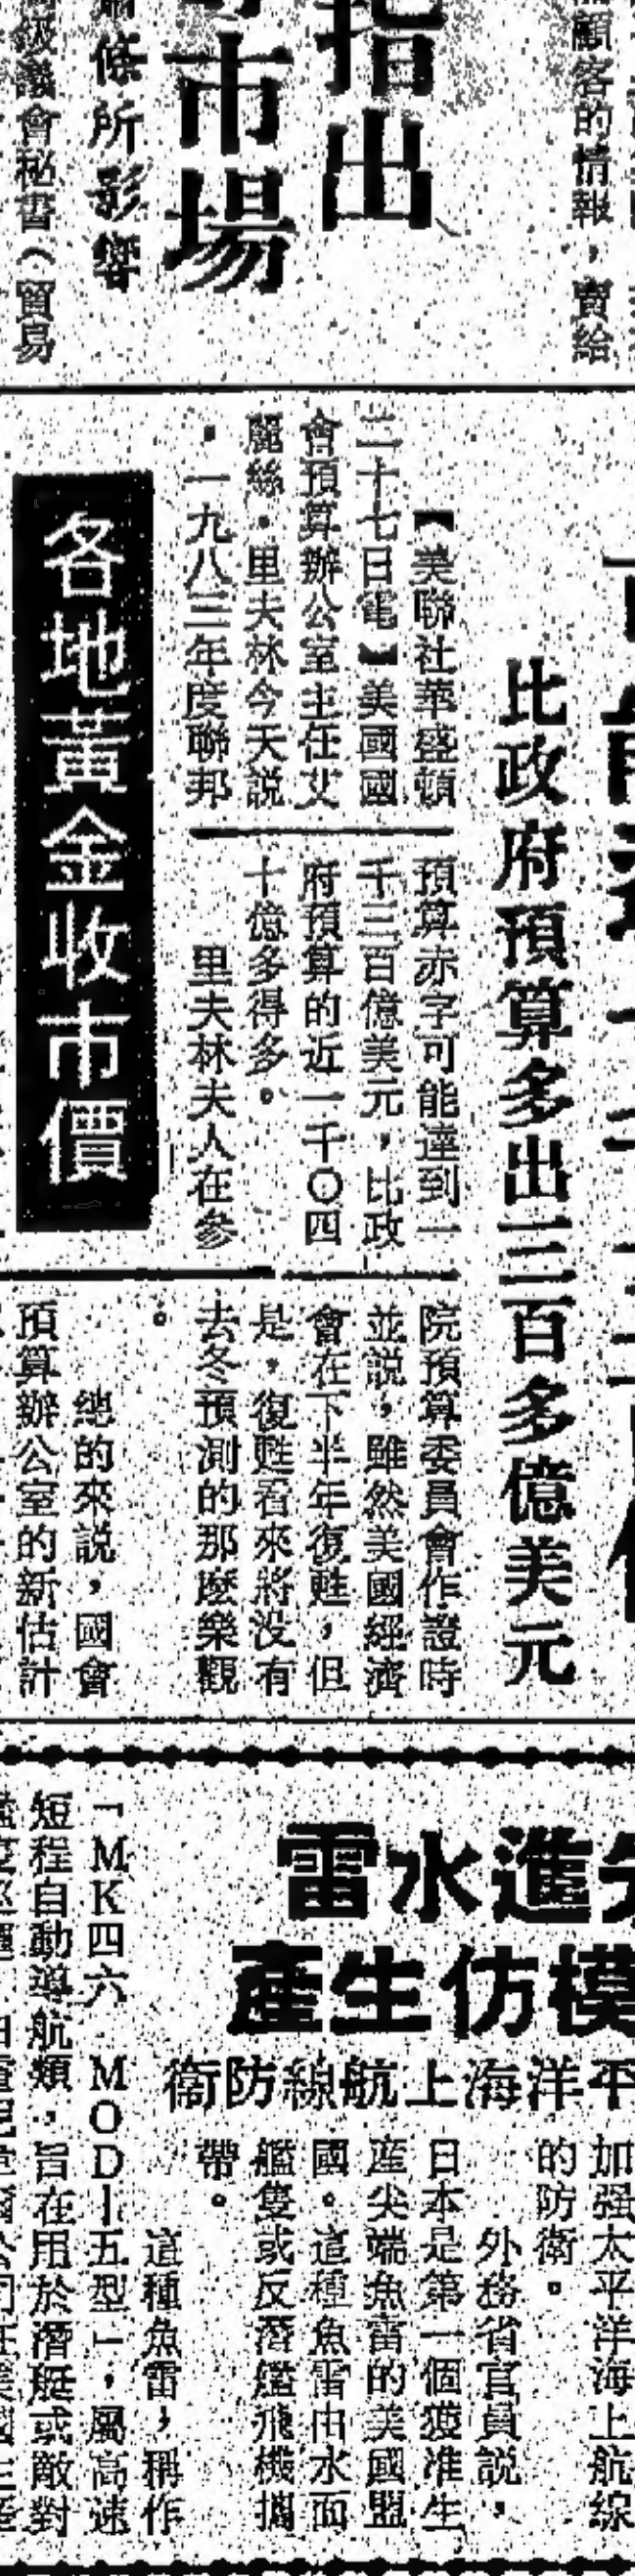 顧客的情報，賣給
指出
市場
條所影響
級議會秘書（貿易
比政府預算多出三百多億美元
【美聯社華盛頓
二十七日電】美國國
會預算辦公室主任艾
麗絲·里夫林今天說
，一九八三年度聯邦
預算赤字可能達到一
千三百億美元，比政
府預算的近一千〇四
十億多得多。
里夫林夫人在參
院預算委員會作證時
並說，雖然美國經濟
會在下半年復甦，但
是，復甦看來將沒有
去冬預測的那麼樂觀
。
總的來說，國會
預算辦公室的新估計
各地黃金收市價
雷水進先
產生仿模
衞防線航上海洋平
加强太平洋海上航線
的防衛。
外務省官員說，
日本是第一個獲准生
產尖端魚雷的美國盟
國。這種魚雷由水面
艦隻或反潛艦飛機攜
帶。
這種魚雷，稱作
「MK四六 MOD—五型」，屬高速
短程自動導航類，旨在用於潛艇或敵對